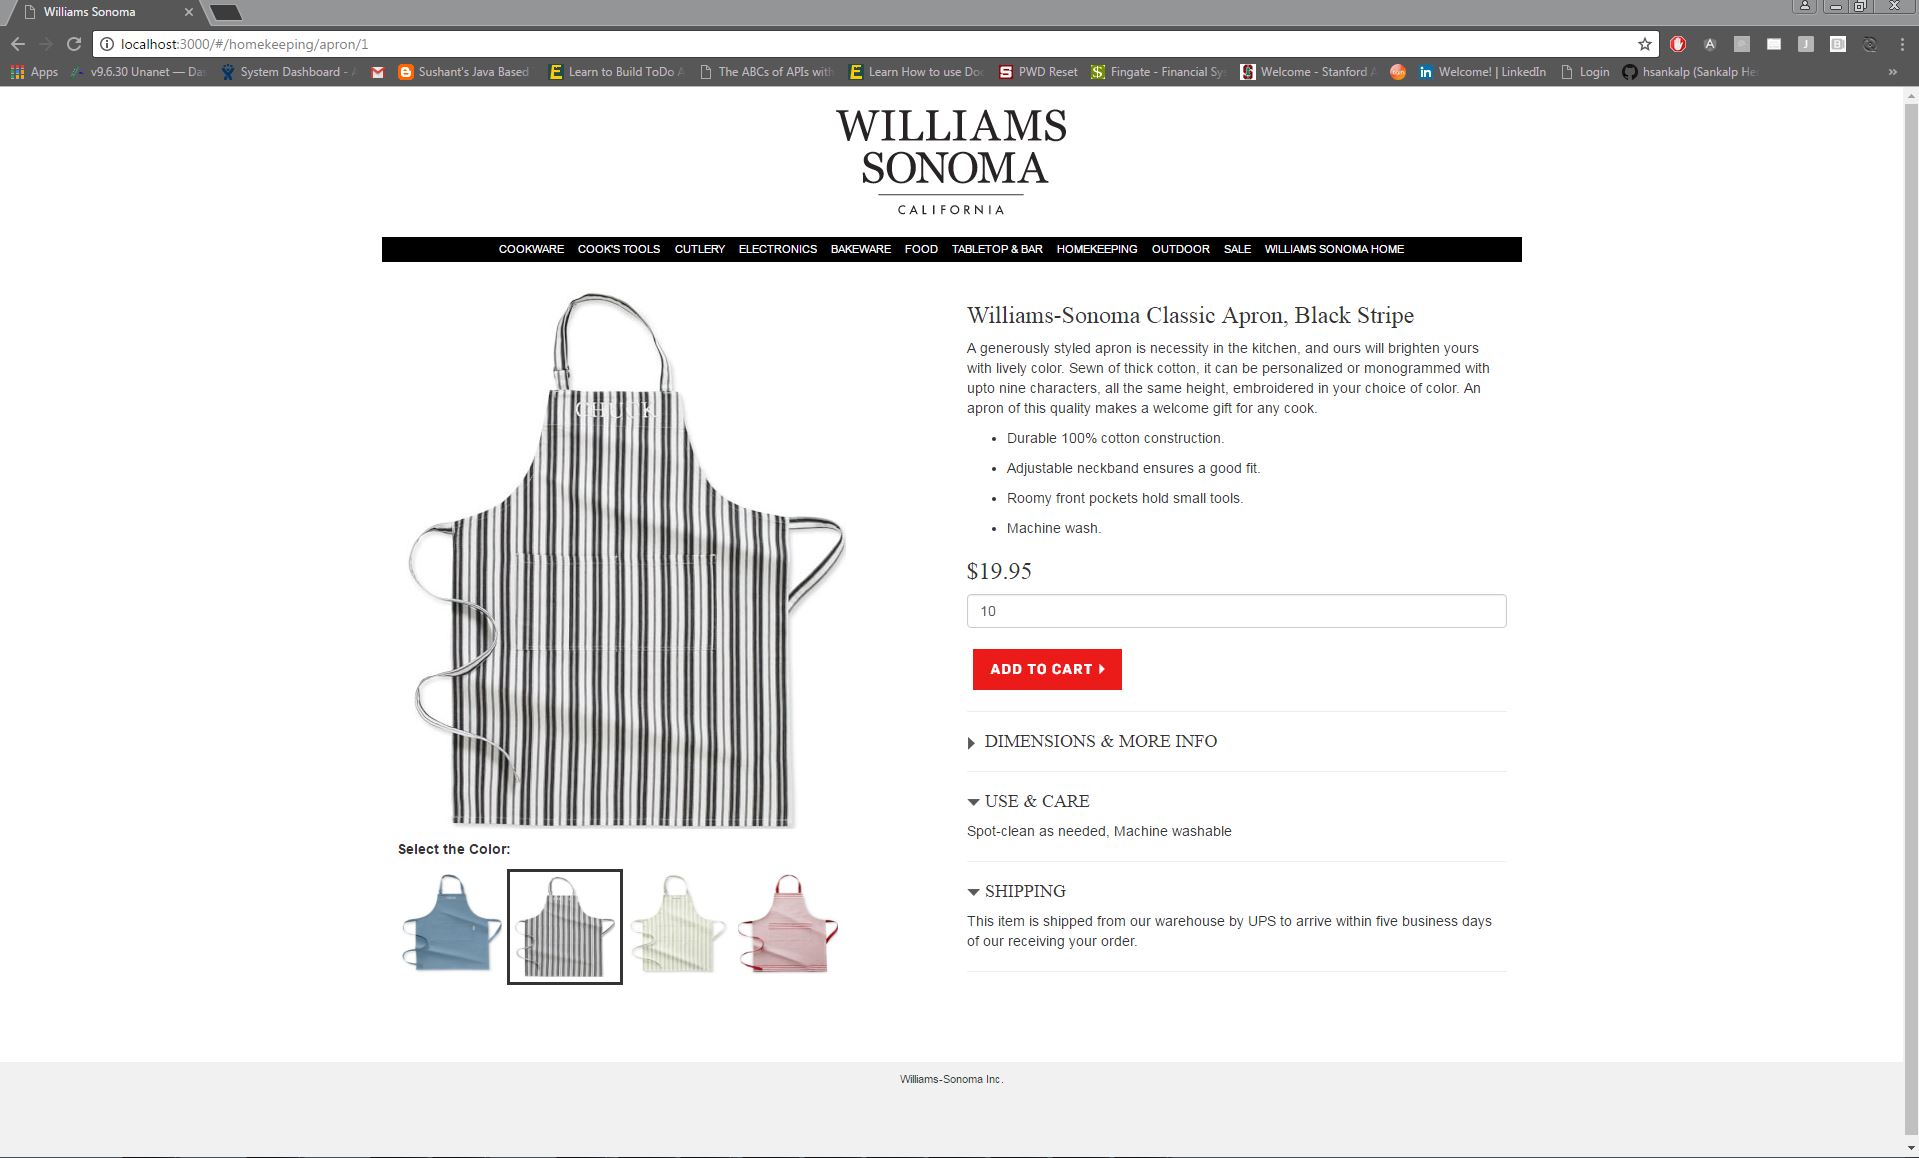 Williams Sonoma
localhost:3000/#/homekeeping/apron/1
Apps v9.6.30 Unanet — Das System Dashboard - Sushant's Java Based Learn to Build ToDo The ABCs of APIs with Learn How to use Doc PWD Reset Fingate - Financial Sy Welcome - Stanford Welcome! | LinkedIn Login hsankalp (Sankalp He
WILLIAMS
SONOMA
CALIFORNIA
COOKWARE COOK'S TOOLS CUTLERY ELECTRONICS BAKEWARE FOOD TABLETOP & BAR HOMEKEEPING OUTDOOR SALE WILLIAMS SONOMA HOME
CHUCK
Williams-Sonoma Classic Apron, Black Stripe
A generously styled apron is necessity in the kitchen, and ours will brighten yours
with lively color. Sewn of thick cotton, it can be personalized or monogrammed with
upto nine characters, all the same height, embroidered in your choice of color. An
apron of this quality makes a welcome gift for any cook.
• Durable 100% cotton construction.
• Adjustable neckband ensures a good fit.
• Roomy front pockets hold small tools.
• Machine wash.
$19.95
10
ADD TO CART
DIMENSIONS & MORE INFO
USE & CARE
Spot-clean as needed, Machine washable
SHIPPING
This item is shipped from our warehouse by UPS to arrive within five business days
of our receiving your order.
Select the Color:
Williams-Sonoma Inc.